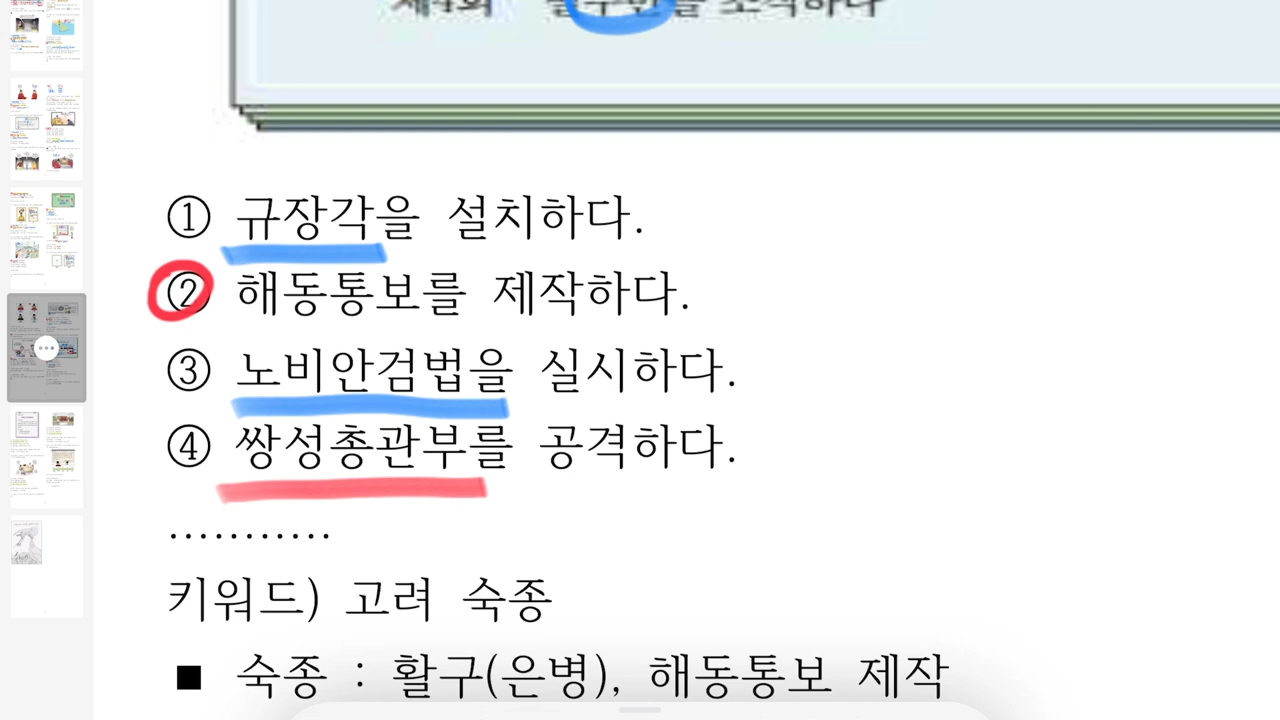 ① 규장각을 설치하다.
② 해동통보를 제작하다.
③ 노비안검법을 실시하다.
④ 쌍성총관부를 공격하다.
...........
키워드) 고려 숙종
■ 숙종 : 활구(은병), 해동통보 제작